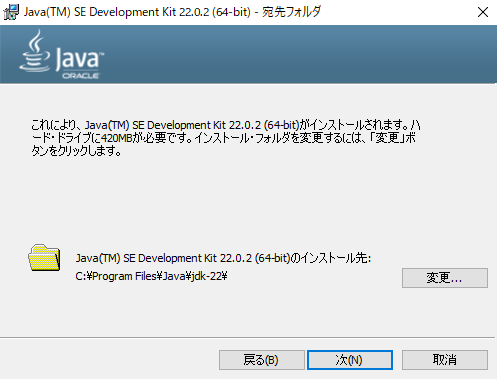 Java(TM) SE Development Kit 22.0.2 (64-bit) - 宛先フォルダ
Java™
ORACLE
これにより、Java(TM) SE Development Kit 22.0.2 (64-bit)がインストールされます。ハ
ード・ドライブに420MBが必要です。インストール・フォルダを変更するには、「変更」ボ
タンをクリックします。
Java(TM) SE Development Kit 22.0.2 (64-bit)のインストール先:
C:¥Program Files¥Java¥jdk-22¥
変更...
戻る(B)
次(N)
取消